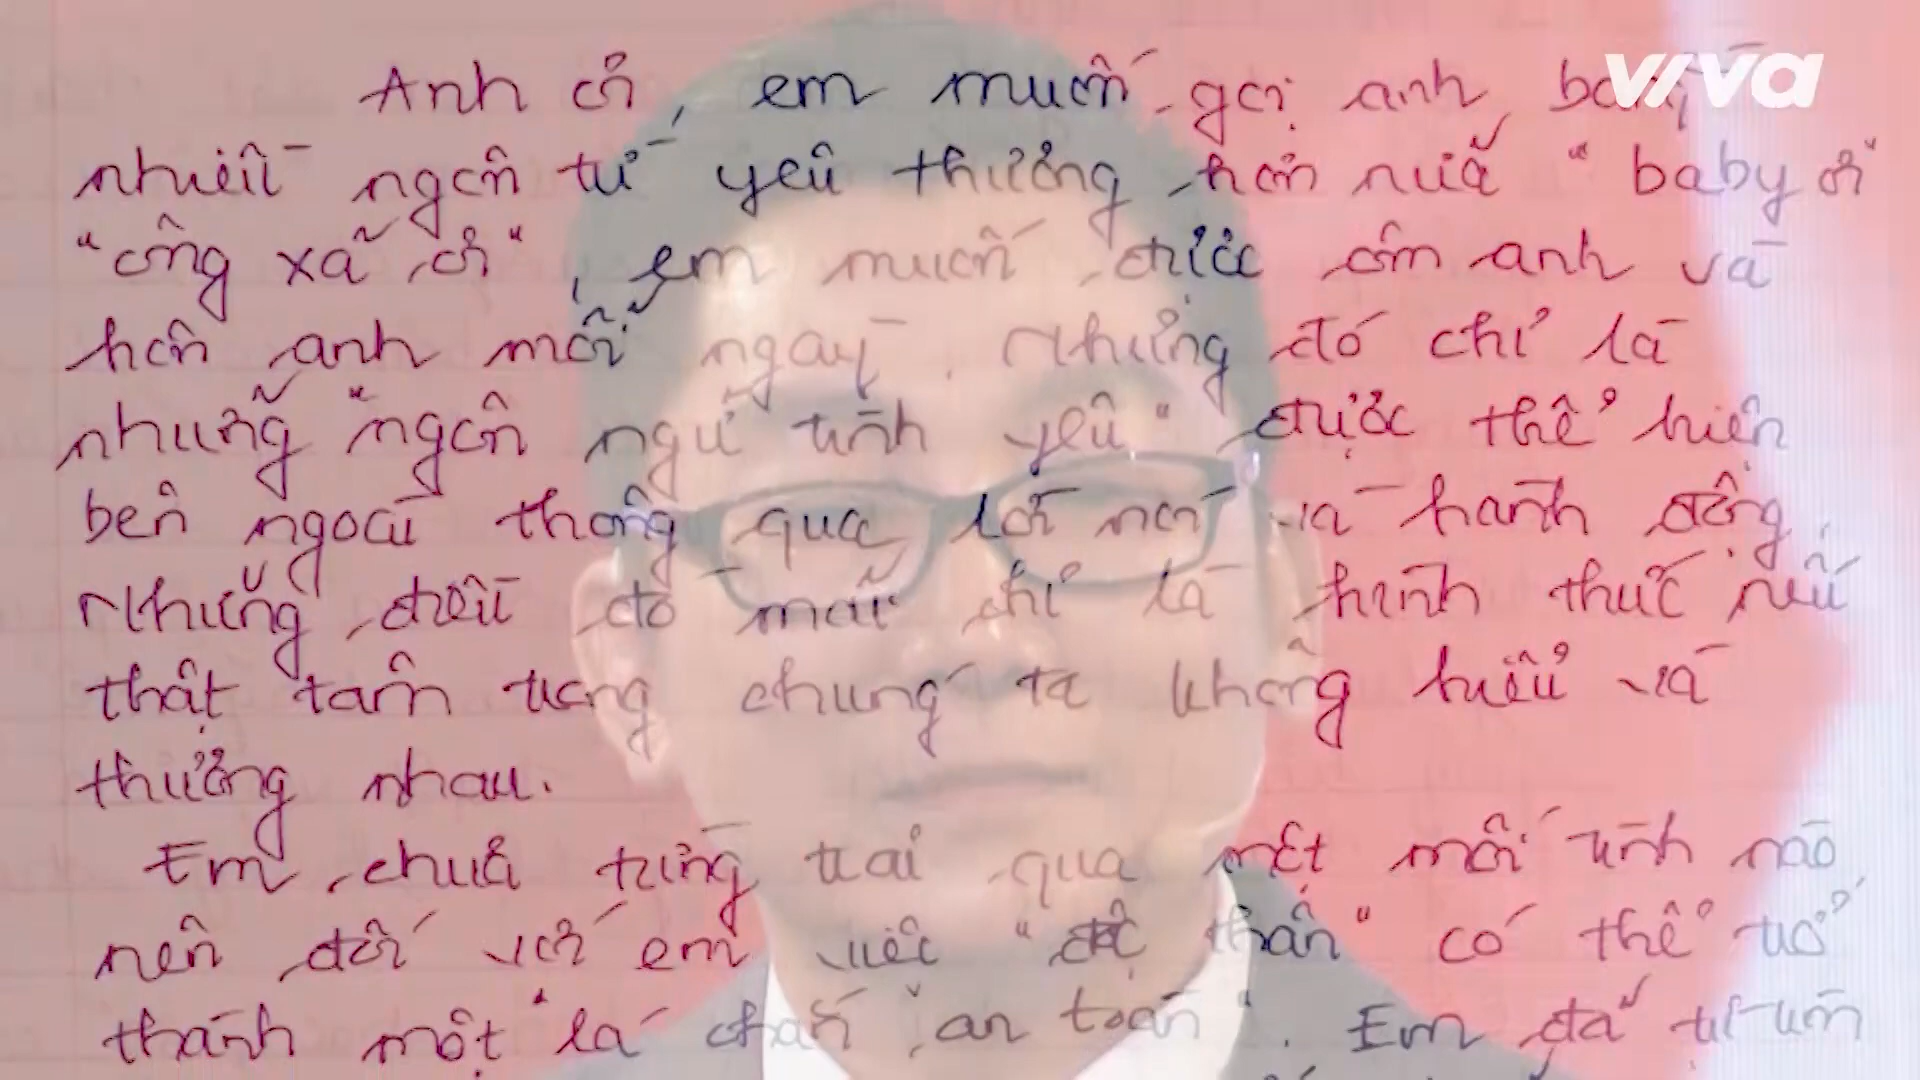 VIVA
Anh ơi, em muốn gọi anh bằng
nhiều ngôn từ yêu thương hơn nữa "baby ơi"
"ông xã ơi", em muốn được ôm anh và
hôn anh mỗi ngày. Nhưng đó chỉ là
những "ngôn ngữ tình yêu" được thể hiện
bên ngoài thông qua lời nói và hành động
Những điều đó mãi chỉ là hình thức nếu
thật tâm trong chúng ta không hiểu và
thương nhau.
Em chưa từng trải qua một mối tình nào
nên đối với em việc "độc thân" có thể trở
thành một "lá chắn an toàn". Em đã tự